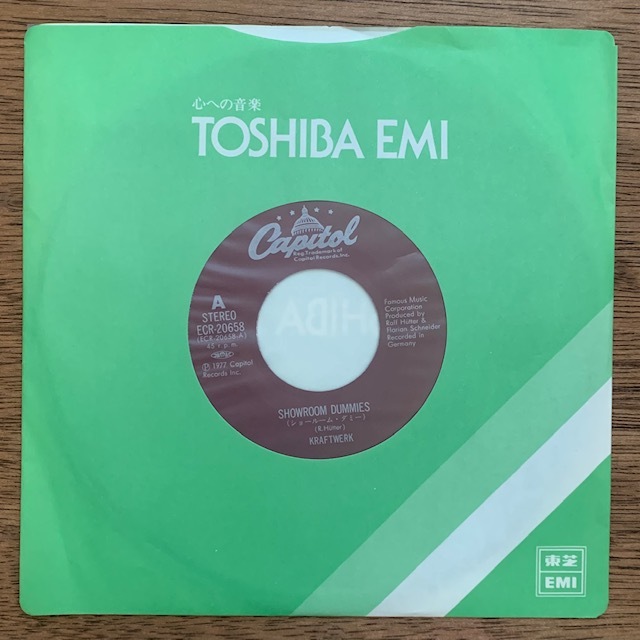 心への音楽
TOSHIBA EMI
Capitol
Reg. Trademark of
Capitol Records, Inc.
A
STEREO
ECR-20658
(ECR-20658-A)
45 r.p.m.
Ⓟ 1977 Capitol
Records Inc.
Famous Music
Corporation
Produced by
Ralf Hütter &
Florian Schneider
Recorded in
Germany
SHOWROOM DUMMIES
(ショールーム・ダミー)
(R.Hütter)
KRAFTWERK
東芝
EMI